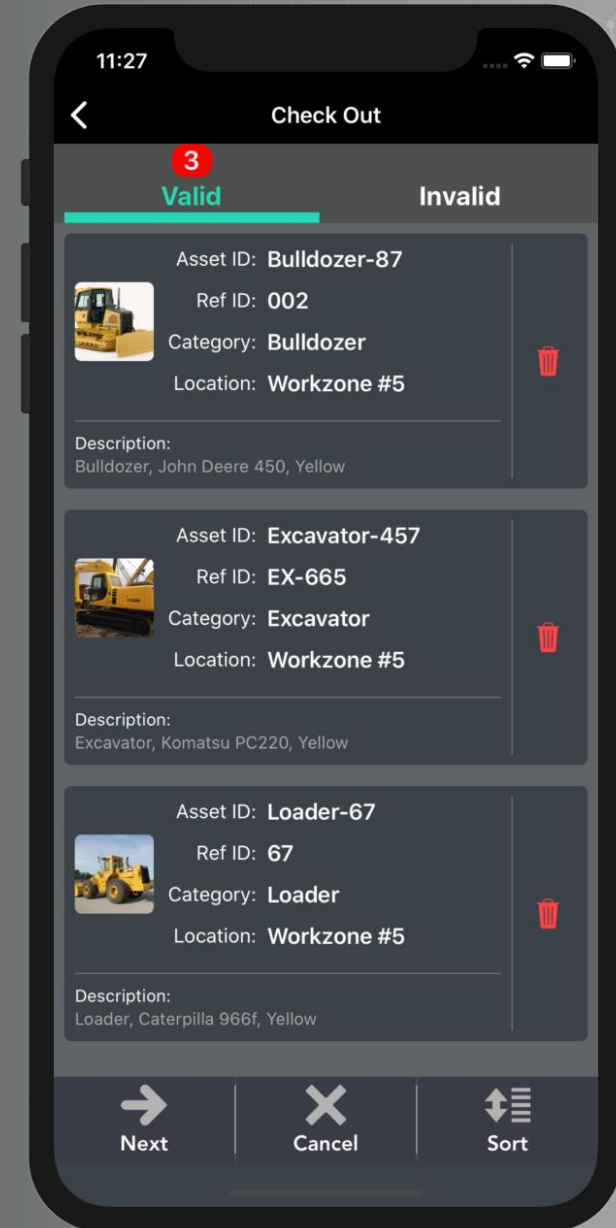 11:27
Check Out
3
Valid
Invalid
Asset ID: Bulldozer-87
Ref ID: 002
Category: Bulldozer
Location: Workzone #5
Description:
Bulldozer, John Deere 450, Yellow
Asset ID: Excavator-457
Ref ID: EX-665
Category: Excavator
Location: Workzone #5
Description:
Excavator, Komatsu PC220, Yellow
Asset ID: Loader-67
Ref ID: 67
Category: Loader
Location: Workzone #5
Description:
Loader, Caterpilla 966f, Yellow
Next
Cancel
Sort